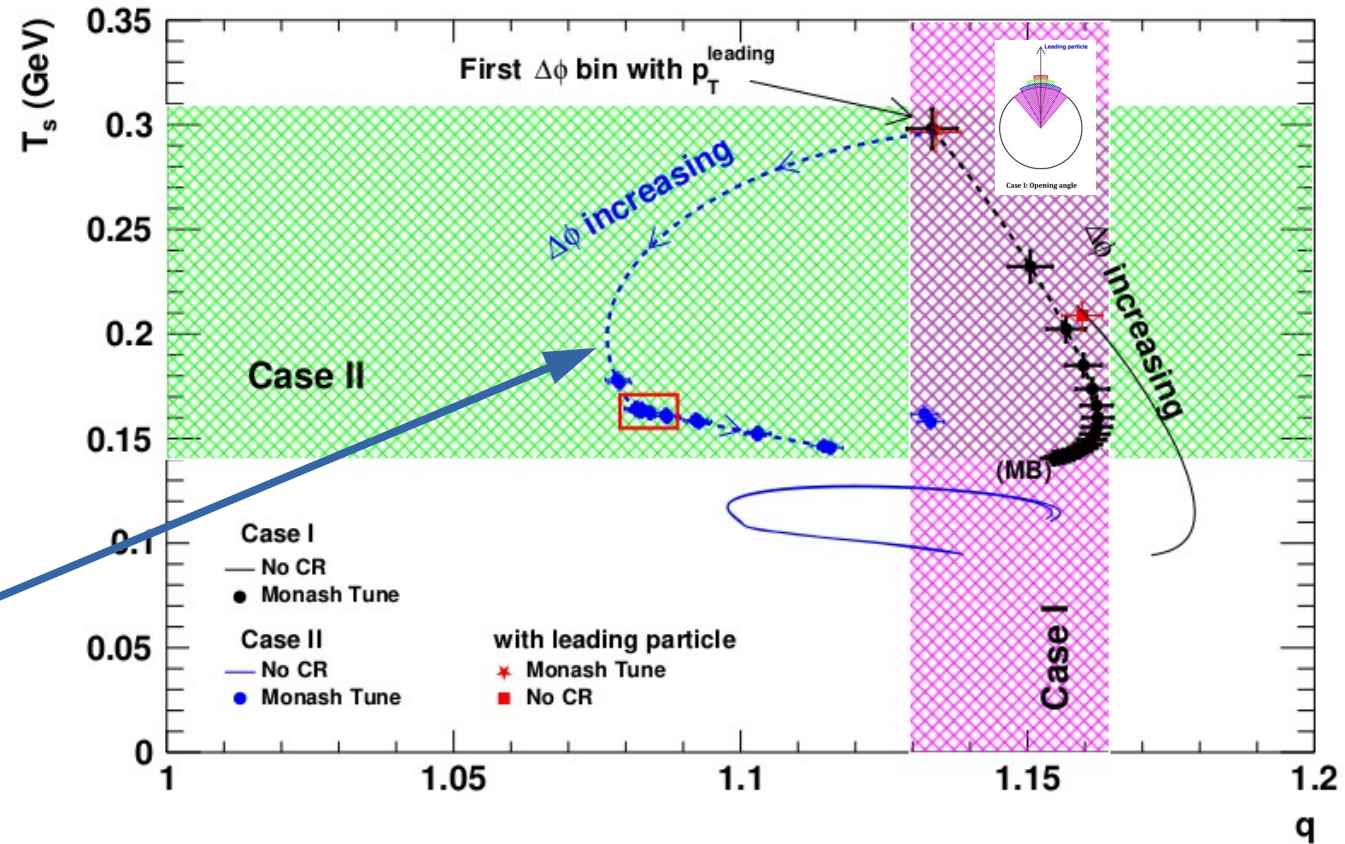 T_s (GeV)
0.35
0.3
0.25
0.2
0.15
0.1
0.05
0
First Δϕ bin with p_T^leading
Leading particle
Case I: Opening angle
Δϕ increasing
Δϕ increasing
Case II
(MB)
Case I
No CR
Monash Tune
Case II
No CR
Monash Tune
with leading particle
Monash Tune
No CR
Case I
1
1.05
1.1
1.15
1.2
q